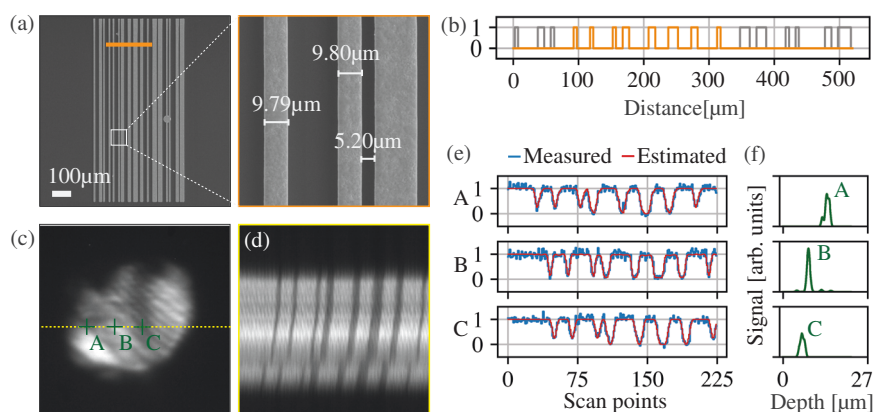 (a)
100µm
9.80µm
9.79µm
5.20µm
(b)
1
0
0
100
200
300
400
500
Distance[µm]
(c)
A
B
C
(d)
(e)
Measured
Estimated
A
1
0
B
1
0
C
1
0
0
75
150
225
Scan points
(f)
Signal [arb. units]
A
B
C
0
27
Depth [µm]